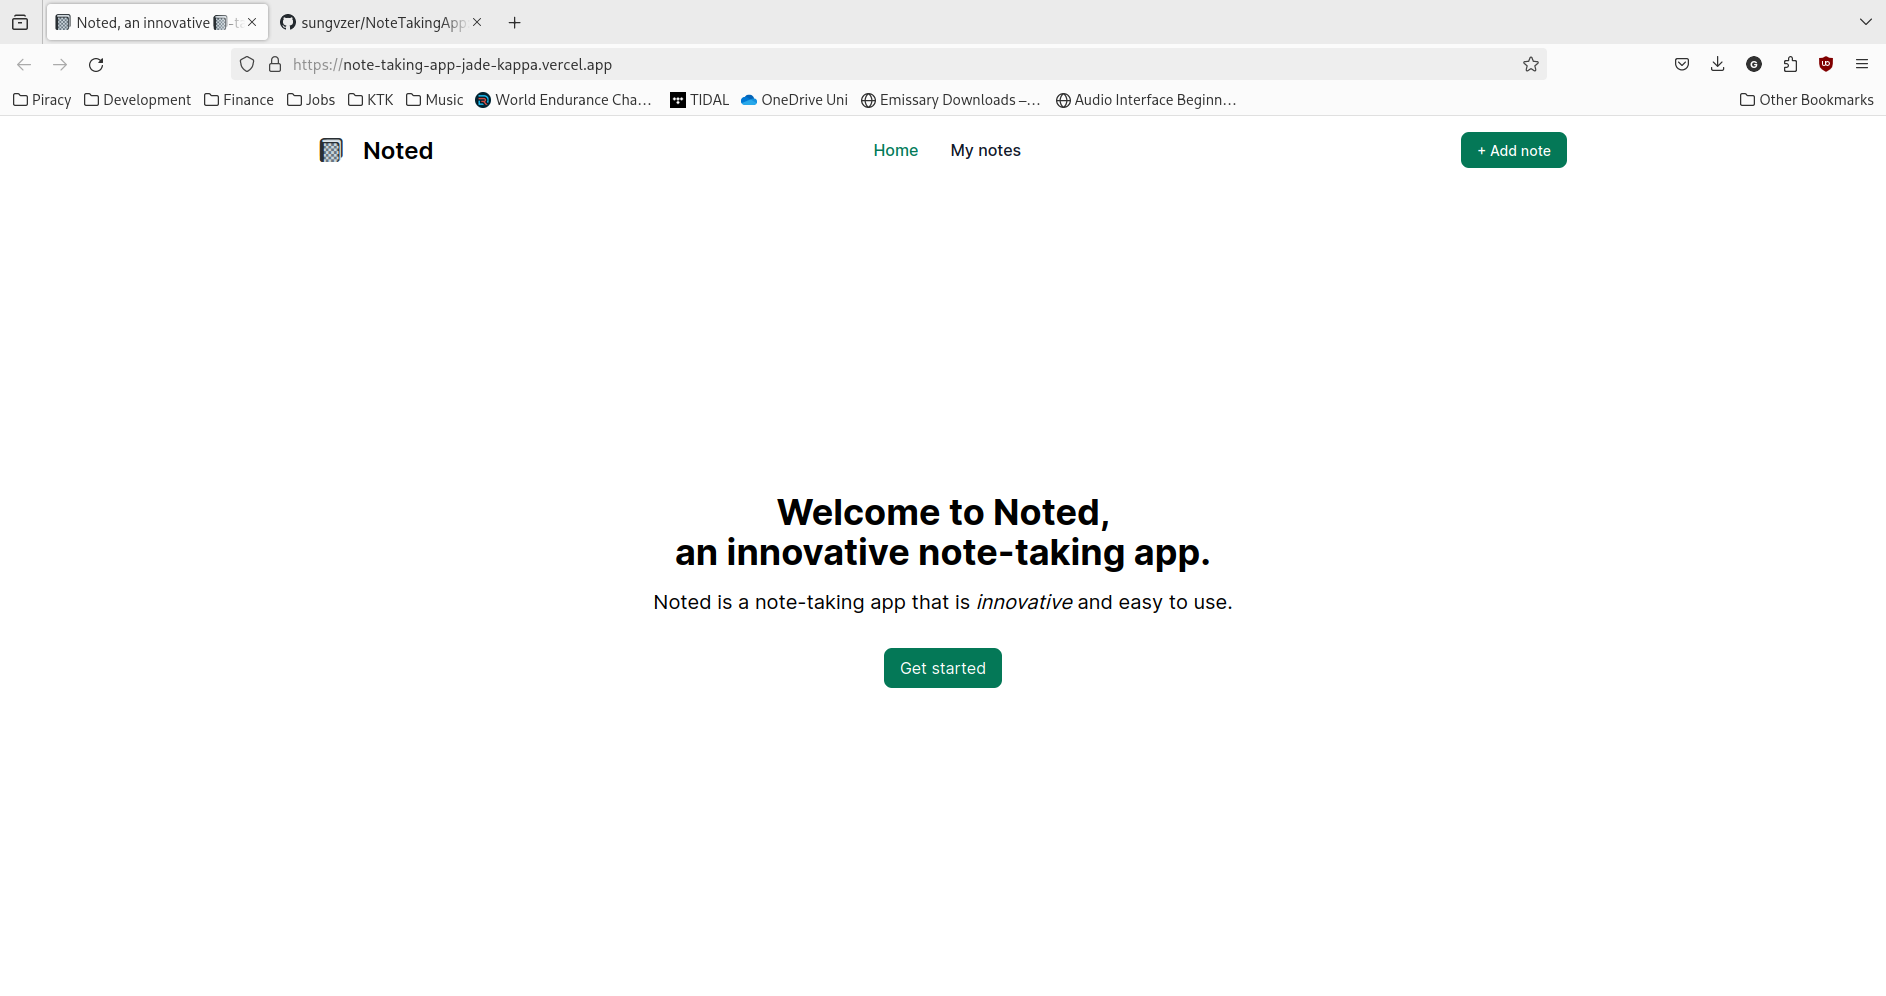 Noted, an innovative
sungvzer/NoteTakingApp
https://note-taking-app-jade-kappa.vercel.app
Piracy Development Finance Jobs KTK Music World Endurance Cha… TIDAL OneDrive Uni Emissary Downloads –… Audio Interface Beginn… Other Bookmarks
Noted Home My notes + Add note
Welcome to Noted,
an innovative note-taking app.
Noted is a note-taking app that is innovative and easy to use.
Get started